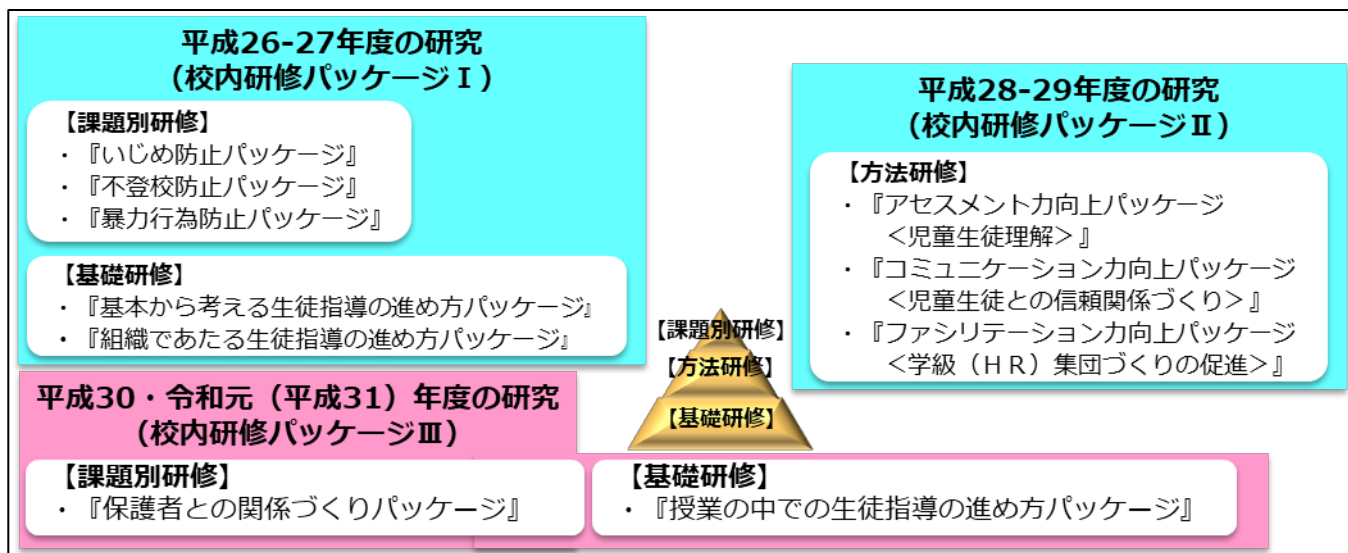 平成26-27年度の研究
（校内研修パッケージⅠ）
【課題別研修】
・『いじめ防止パッケージ』
・『不登校防止パッケージ』
・『暴力行為防止パッケージ』
【基礎研修】
・『基本から考える生徒指導の進め方パッケージ』
・『組織であたる生徒指導の進め方パッケージ』
平成28-29年度の研究
（校内研修パッケージⅡ）
【方法研修】
・『アセスメント力向上パッケージ
＜児童生徒理解＞』
・『コミュニケーション力向上パッケージ
＜児童生徒との信頼関係づくり＞』
・『ファシリテーション力向上パッケージ
＜学級（ＨＲ）集団づくりの促進＞』
【課題別研修】
【方法研修】
【基礎研修】
平成30・令和元（平成31）年度の研究
（校内研修パッケージⅢ）
【課題別研修】
・『保護者との関係づくりパッケージ』
【基礎研修】
・『授業の中での生徒指導の進め方パッケージ』